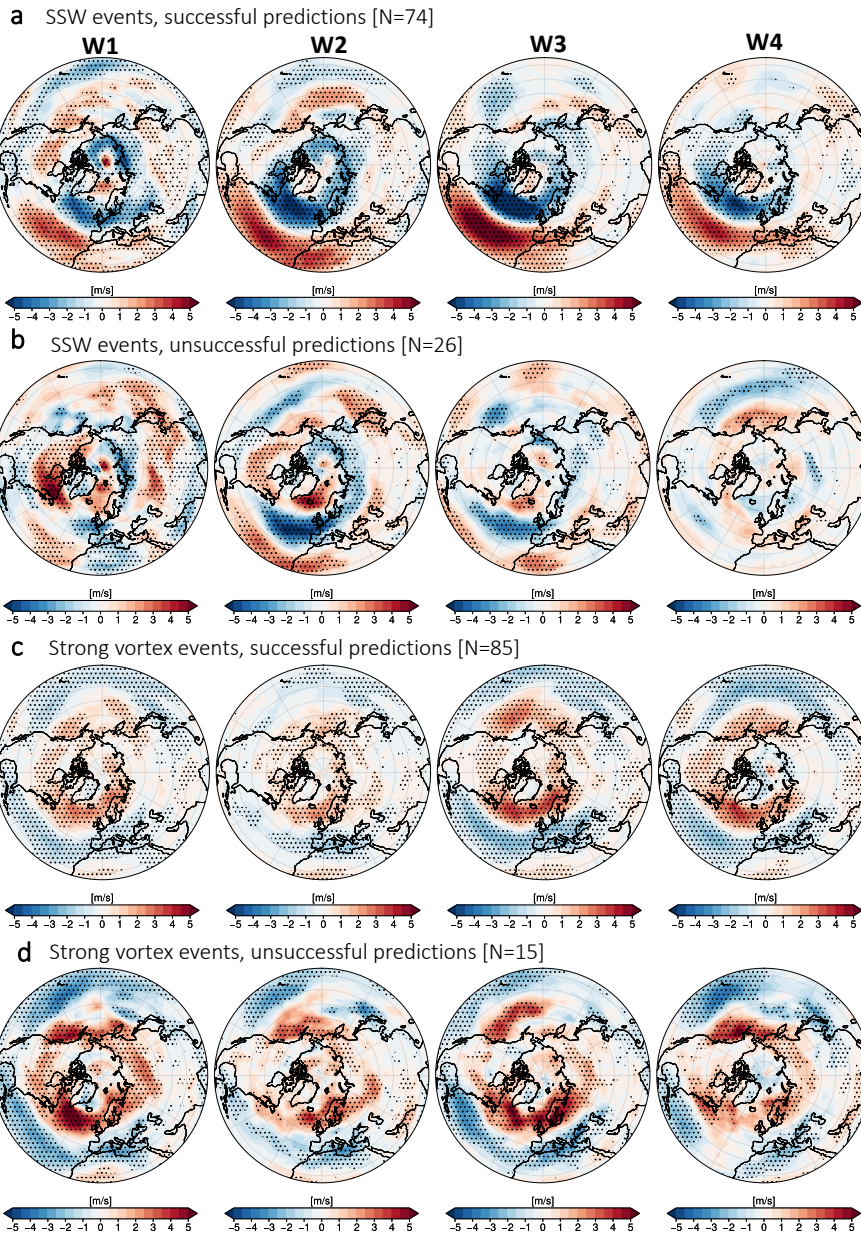 a SSW events, successful predictions [N=74]
W1 W2 W3 W4
[m/s] [m/s] [m/s] [m/s]
−5 −4 −3 −2 −1 0 1 2 3 4 5 −5 −4 −3 −2 −1 0 1 2 3 4 5 −5 −4 −3 −2 −1 0 1 2 3 4 5 −5 −4 −3 −2 −1 0 1 2 3 4 5
b SSW events, unsuccessful predictions [N=26]
[m/s] [m/s] [m/s] [m/s]
−5 −4 −3 −2 −1 0 1 2 3 4 5 −5 −4 −3 −2 −1 0 1 2 3 4 5 −5 −4 −3 −2 −1 0 1 2 3 4 5 −5 −4 −3 −2 −1 0 1 2 3 4 5
c Strong vortex events, successful predictions [N=85]
[m/s] [m/s] [m/s] [m/s]
−5 −4 −3 −2 −1 0 1 2 3 4 5 −5 −4 −3 −2 −1 0 1 2 3 4 5 −5 −4 −3 −2 −1 0 1 2 3 4 5 −5 −4 −3 −2 −1 0 1 2 3 4 5
d Strong vortex events, unsuccessful predictions [N=15]
[m/s] [m/s] [m/s] [m/s]
−5 −4 −3 −2 −1 0 1 2 3 4 5 −5 −4 −3 −2 −1 0 1 2 3 4 5 −5 −4 −3 −2 −1 0 1 2 3 4 5 −5 −4 −3 −2 −1 0 1 2 3 4 5